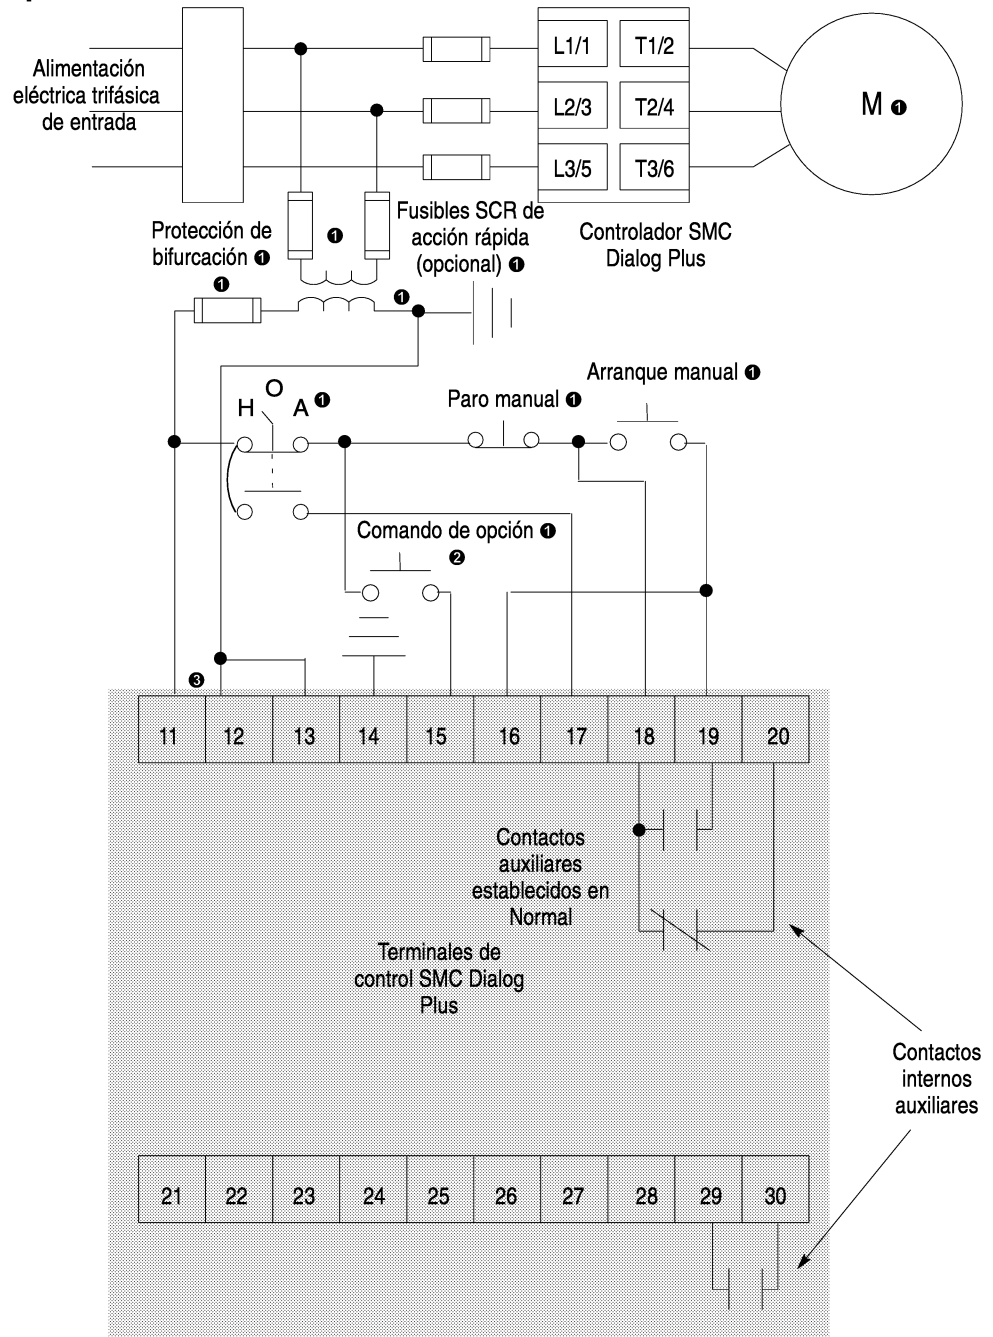 Alimentación
eléctrica trifásica
de entrada
L1/1 T1/2
L2/3 T2/4
L3/5 T3/6
M ❶
Protección de
bifurcación ❶
❶
❶
Fusibles SCR de
acción rápida
(opcional) ❶
❶
Controlador SMC
Dialog Plus
H O A ❶
Paro manual ❶
Arranque manual ❶
Comando de opción ❶
❷
❸
11 12 13 14 15 16 17 18 19 20
Contactos
auxiliares
establecidos en
Normal
Terminales de
control SMC Dialog
Plus
Contactos
internos
auxiliares
21 22 23 24 25 26 27 28 29 30